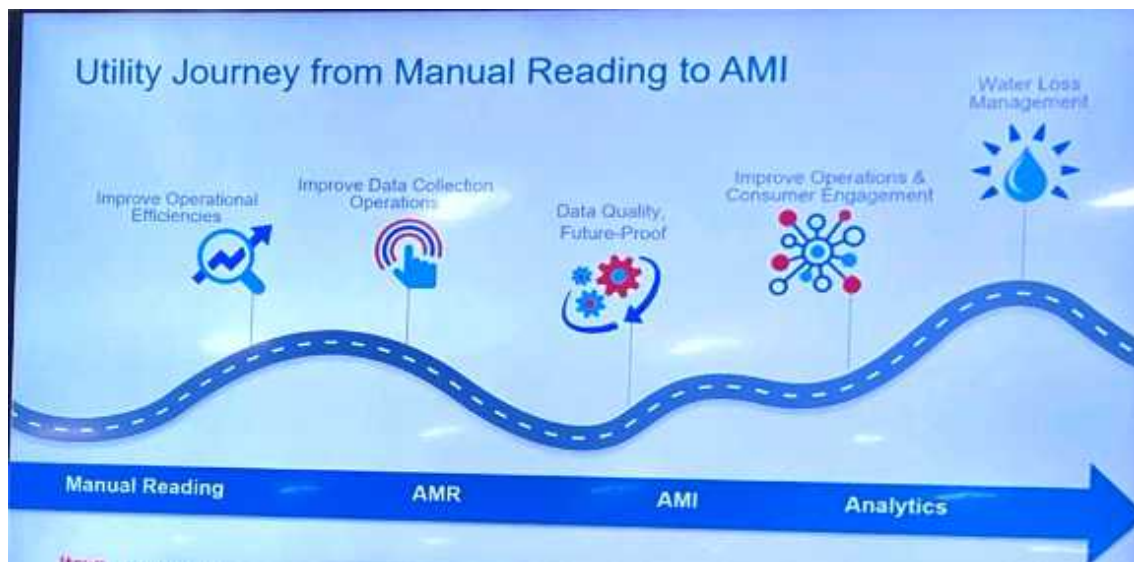 Utility Journey from Manual Reading to AMI
Water Loss
Management
Improve Operational
Efficiencies
Improve Data Collection
Operations
Data Quality,
Future-Proof
Improve Operations &
Consumer Engagement
Manual Reading
AMR
AMI
Analytics